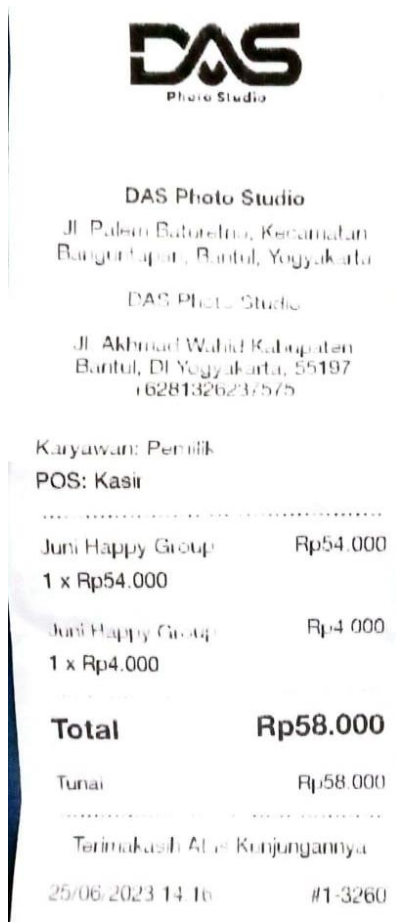 DAS
Photo Studio
DAS Photo Studio
Jl. Palem Baturetno, Kecamatan
Banguntapan, Bantul, Yogyakarta
DAS Photo Studio
Jl. Akhmad Wahid Kabupaten
Bantul, DI Yogyakarta, 55197
+6281326237575
Karyawan: Pemilik
POS: Kasir
Juni Happy Group Rp54.000
1 x Rp54.000
Juni Happy Group Rp4.000
1 x Rp4.000
Total Rp58.000
Tunai Rp58.000
Terimakasih Atas Kunjungannya
25/06/2023 14.16 #1-3260